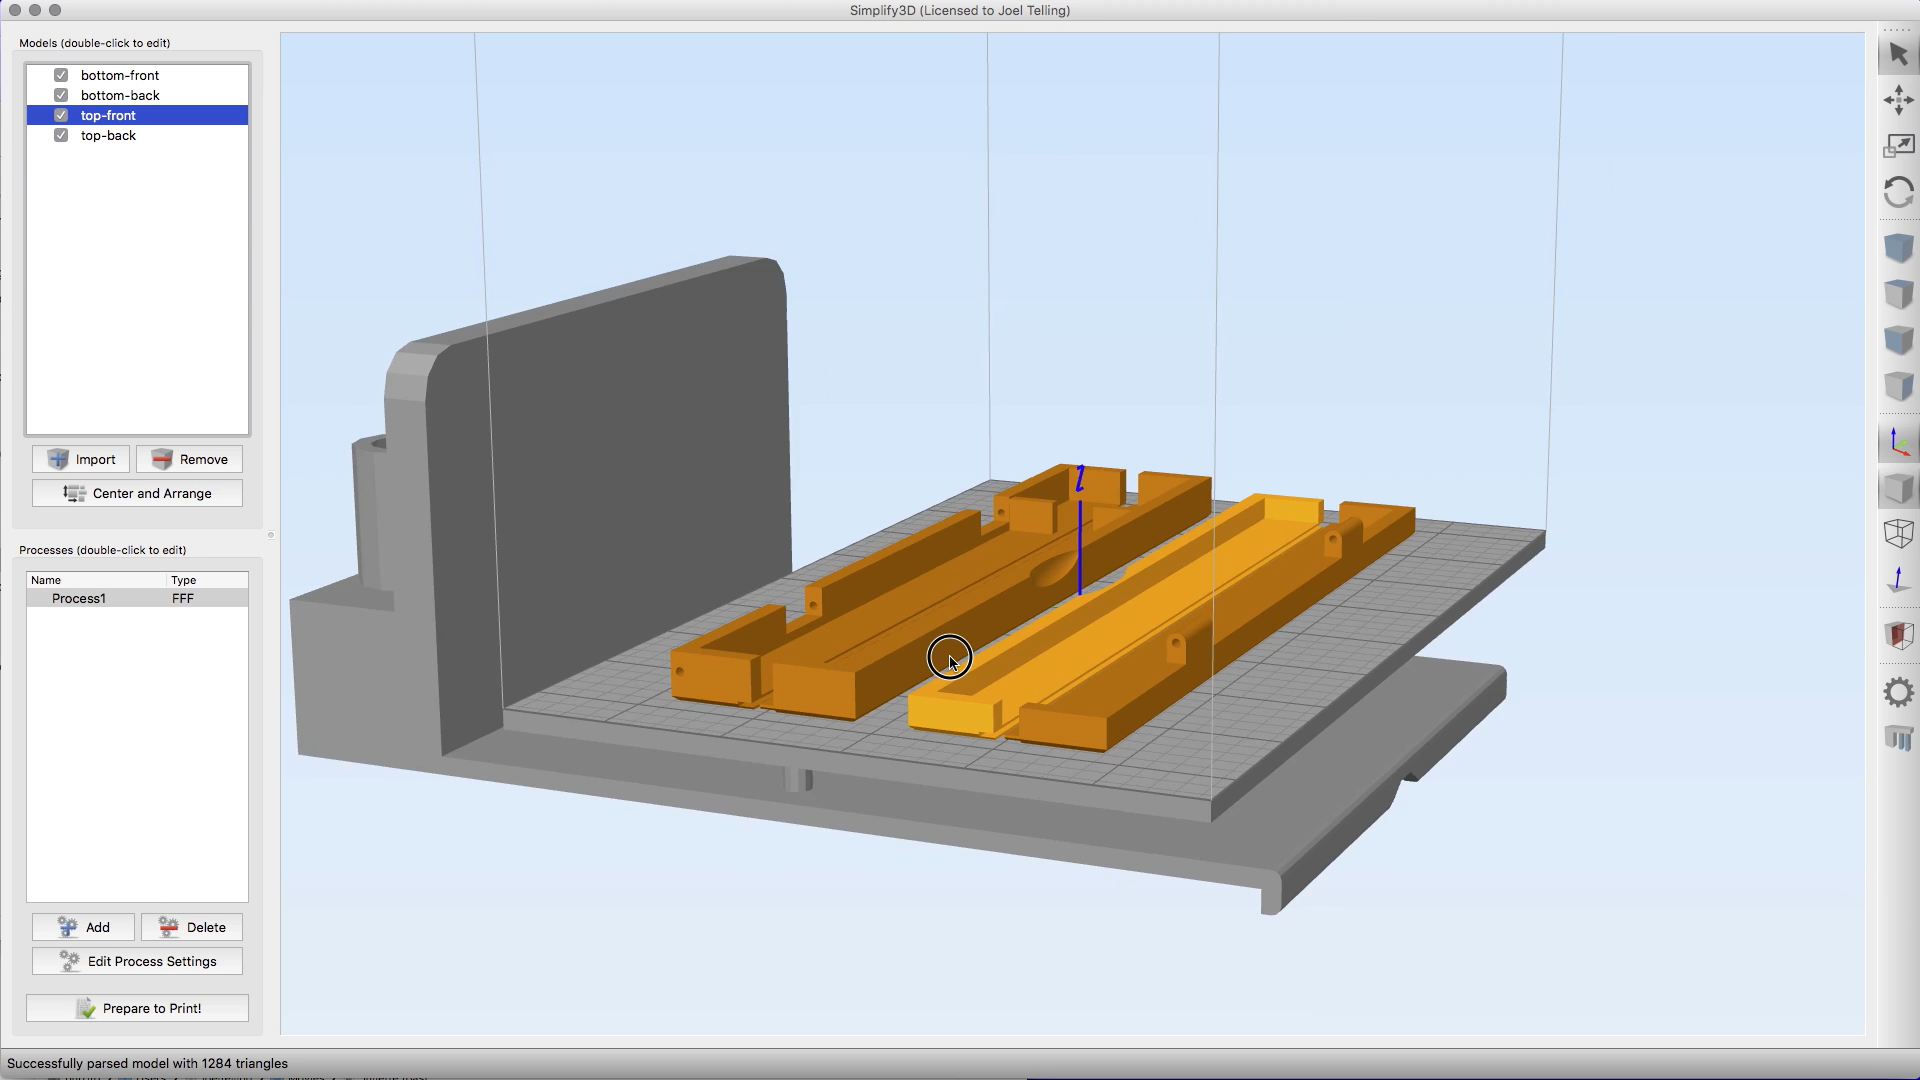 Simplify3D (Licensed to Joel Telling)
Models (double-click to edit)
bottom-front
bottom-back
top-front
top-back
Import
Remove
Center and Arrange
Processes (double-click to edit)
Name Type
Process1 FFF
Add
Delete
Edit Process Settings
Prepare to Print!
Successfully parsed model with 1284 triangles